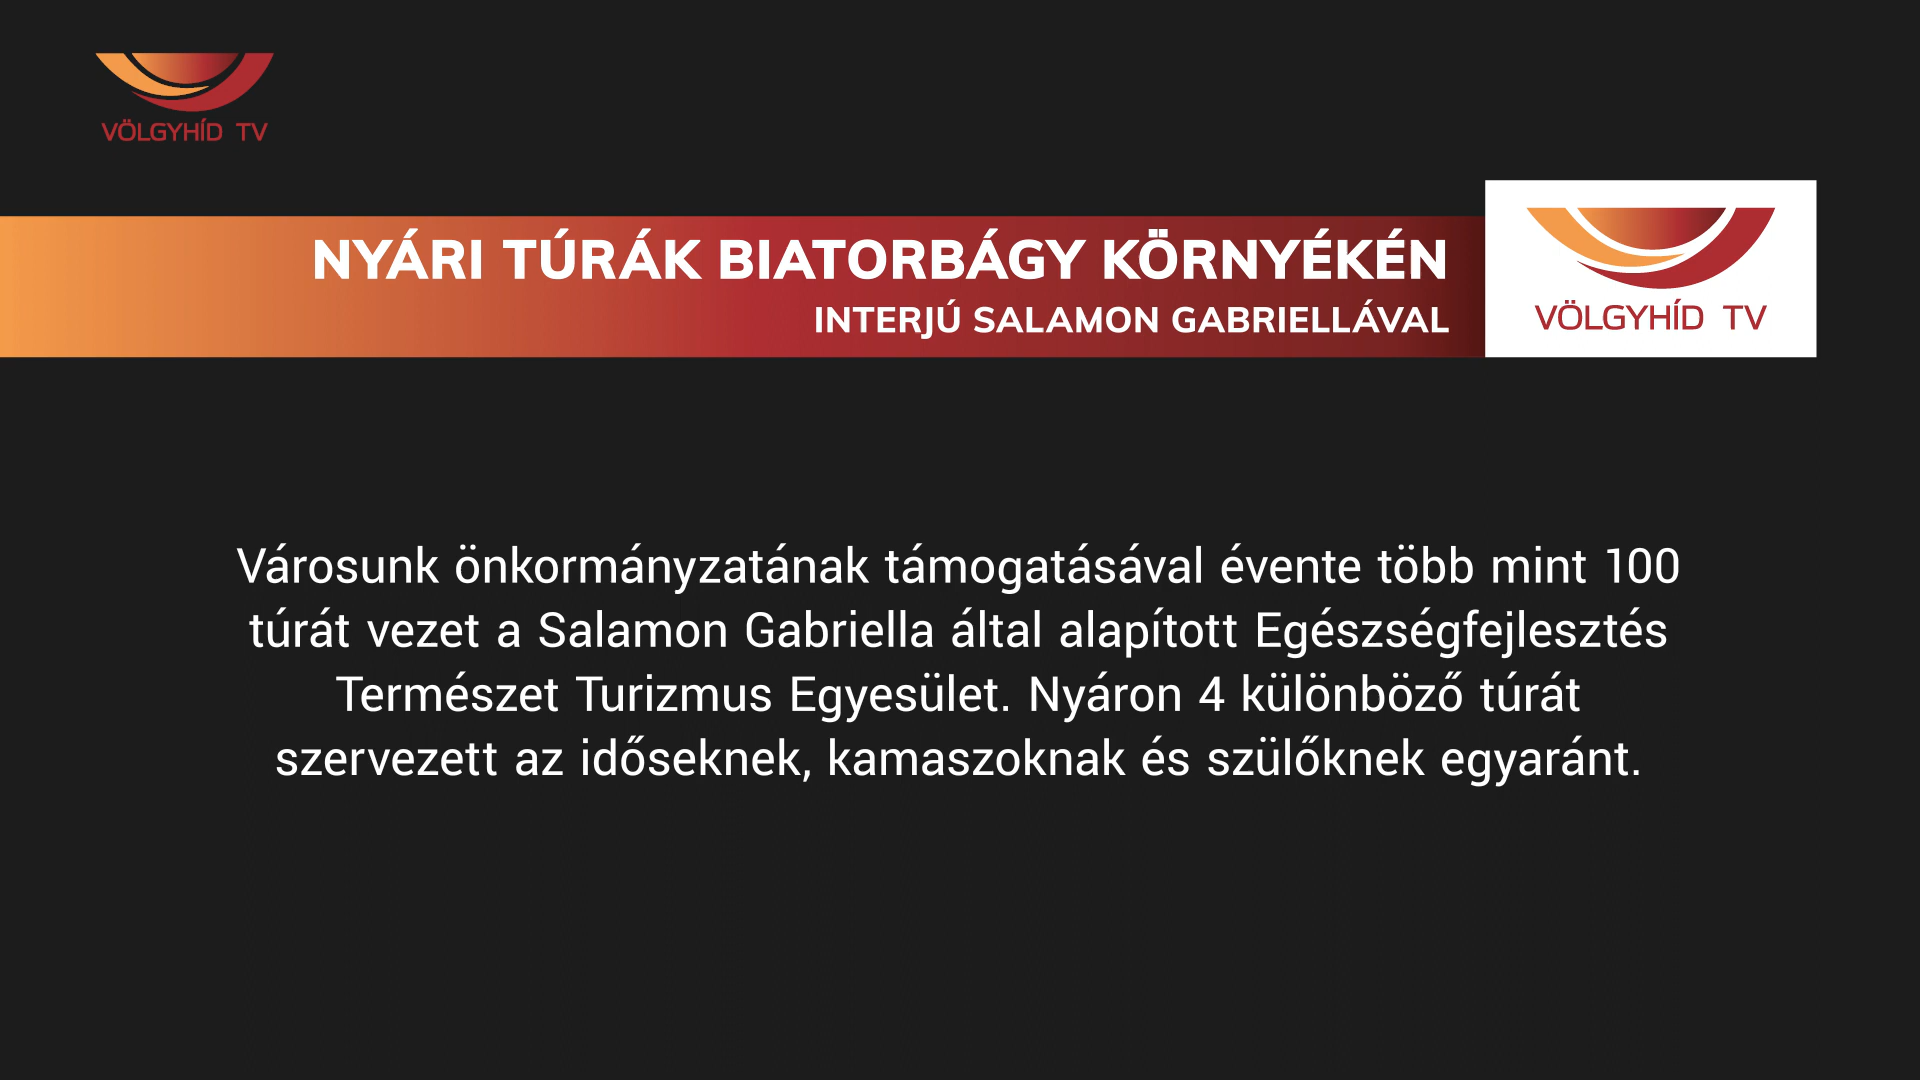 VÖLGYHÍD TV
NYÁRI TÚRÁK BIATORBÁGY KÖRNYÉKÉN
INTERJÚ SALAMON GABRIELLÁVAL
VÖLGYHÍD TV
Városunk önkormányzatának támogatásával évente több mint 100
túrát vezet a Salamon Gabriella által alapított Egészségfejlesztés
Természet Turizmus Egyesület. Nyáron 4 különböző túrát
szervezett az időseknek, kamaszoknak és szülőknek egyaránt.